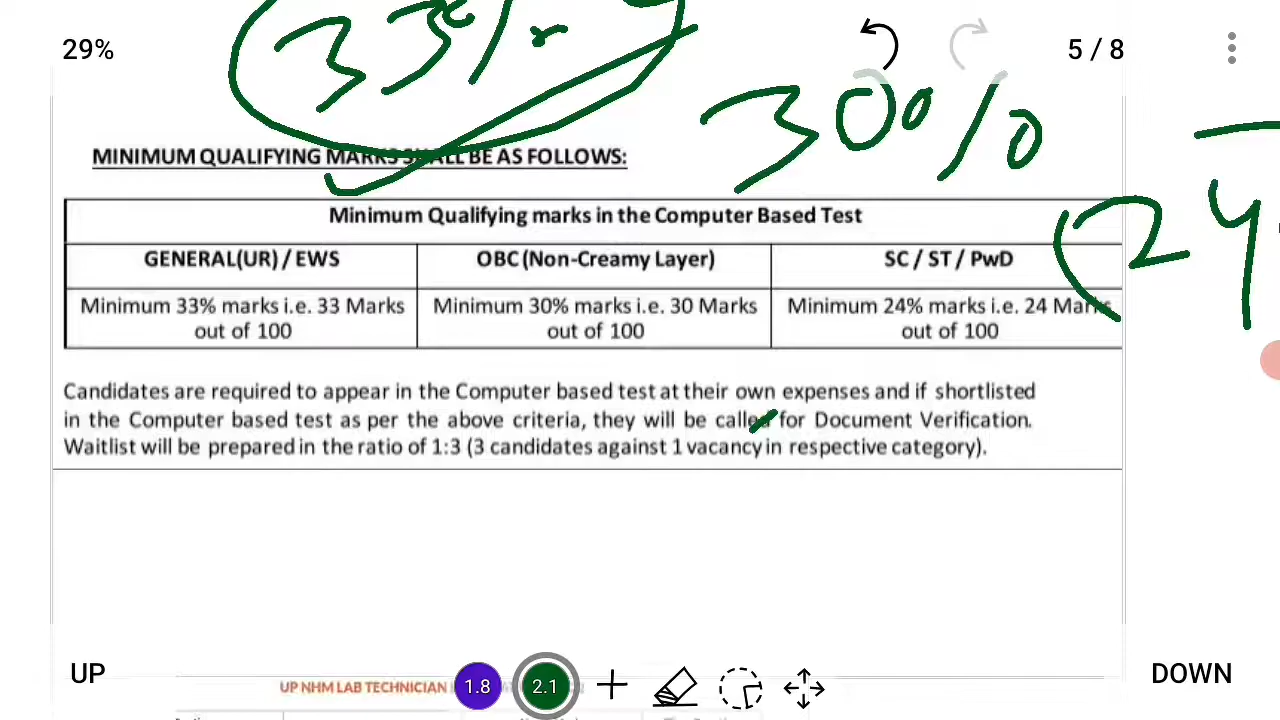 33%
29%
5 / 8
30%
MINIMUM QUALIFYING MARKS SHALL BE AS FOLLOWS:
(24
Minimum Qualifying marks in the Computer Based Test
GENERAL(UR) / EWS OBC (Non-Creamy Layer) SC / ST / PwD
Minimum 33% marks i.e. 33 Marks out of 100
Minimum 30% marks i.e. 30 Marks out of 100
Minimum 24% marks i.e. 24 Marks out of 100
Candidates are required to appear in the Computer based test at their own expenses and if shortlisted
in the Computer based test as per the above criteria, they will be called for Document Verification.
Waitlist will be prepared in the ratio of 1:3 (3 candidates against 1 vacancy in respective category).
UP
DOWN
UP NHM LAB TECHNICIAN
1.8
2.1